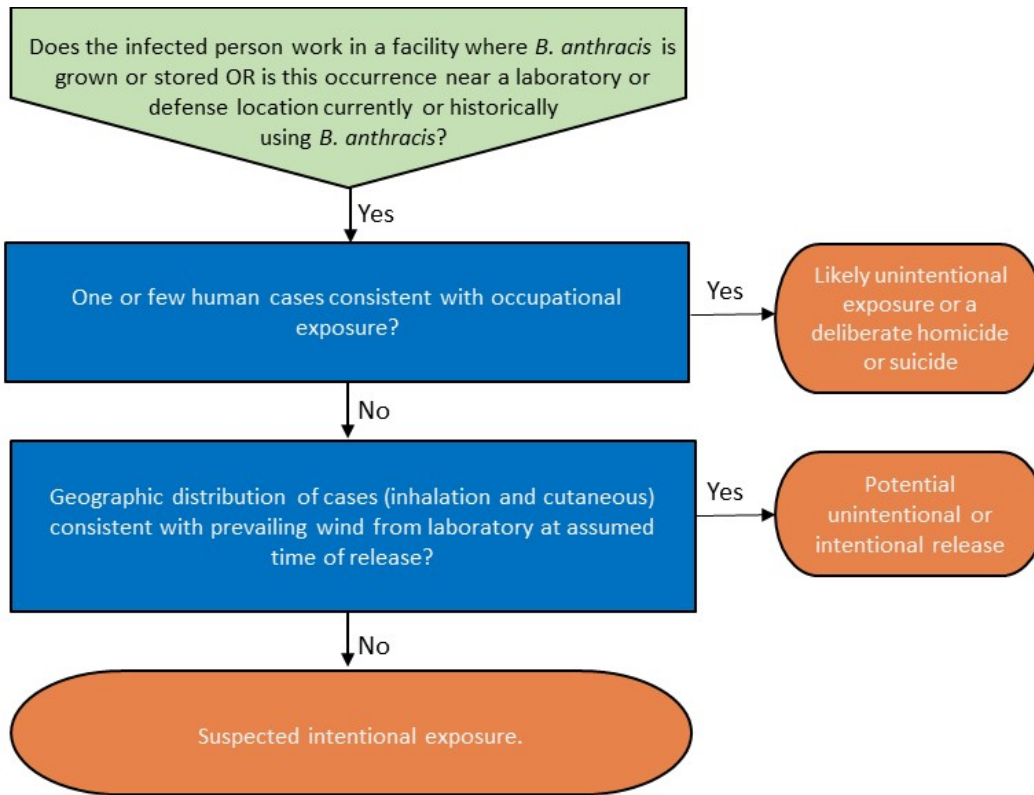 Does the infected person work in a facility where B. anthracis is
grown or stored OR is this occurrence near a laboratory or
defense location currently or historically
using B. anthracis?
Yes
One or few human cases consistent with occupational
exposure?
Yes
Likely unintentional
exposure or a
deliberate homicide
or suicide
No
Geographic distribution of cases (inhalation and cutaneous)
consistent with prevailing wind from laboratory at assumed
time of release?
Yes
Potential
unintentional or
intentional release
No
Suspected intentional exposure.